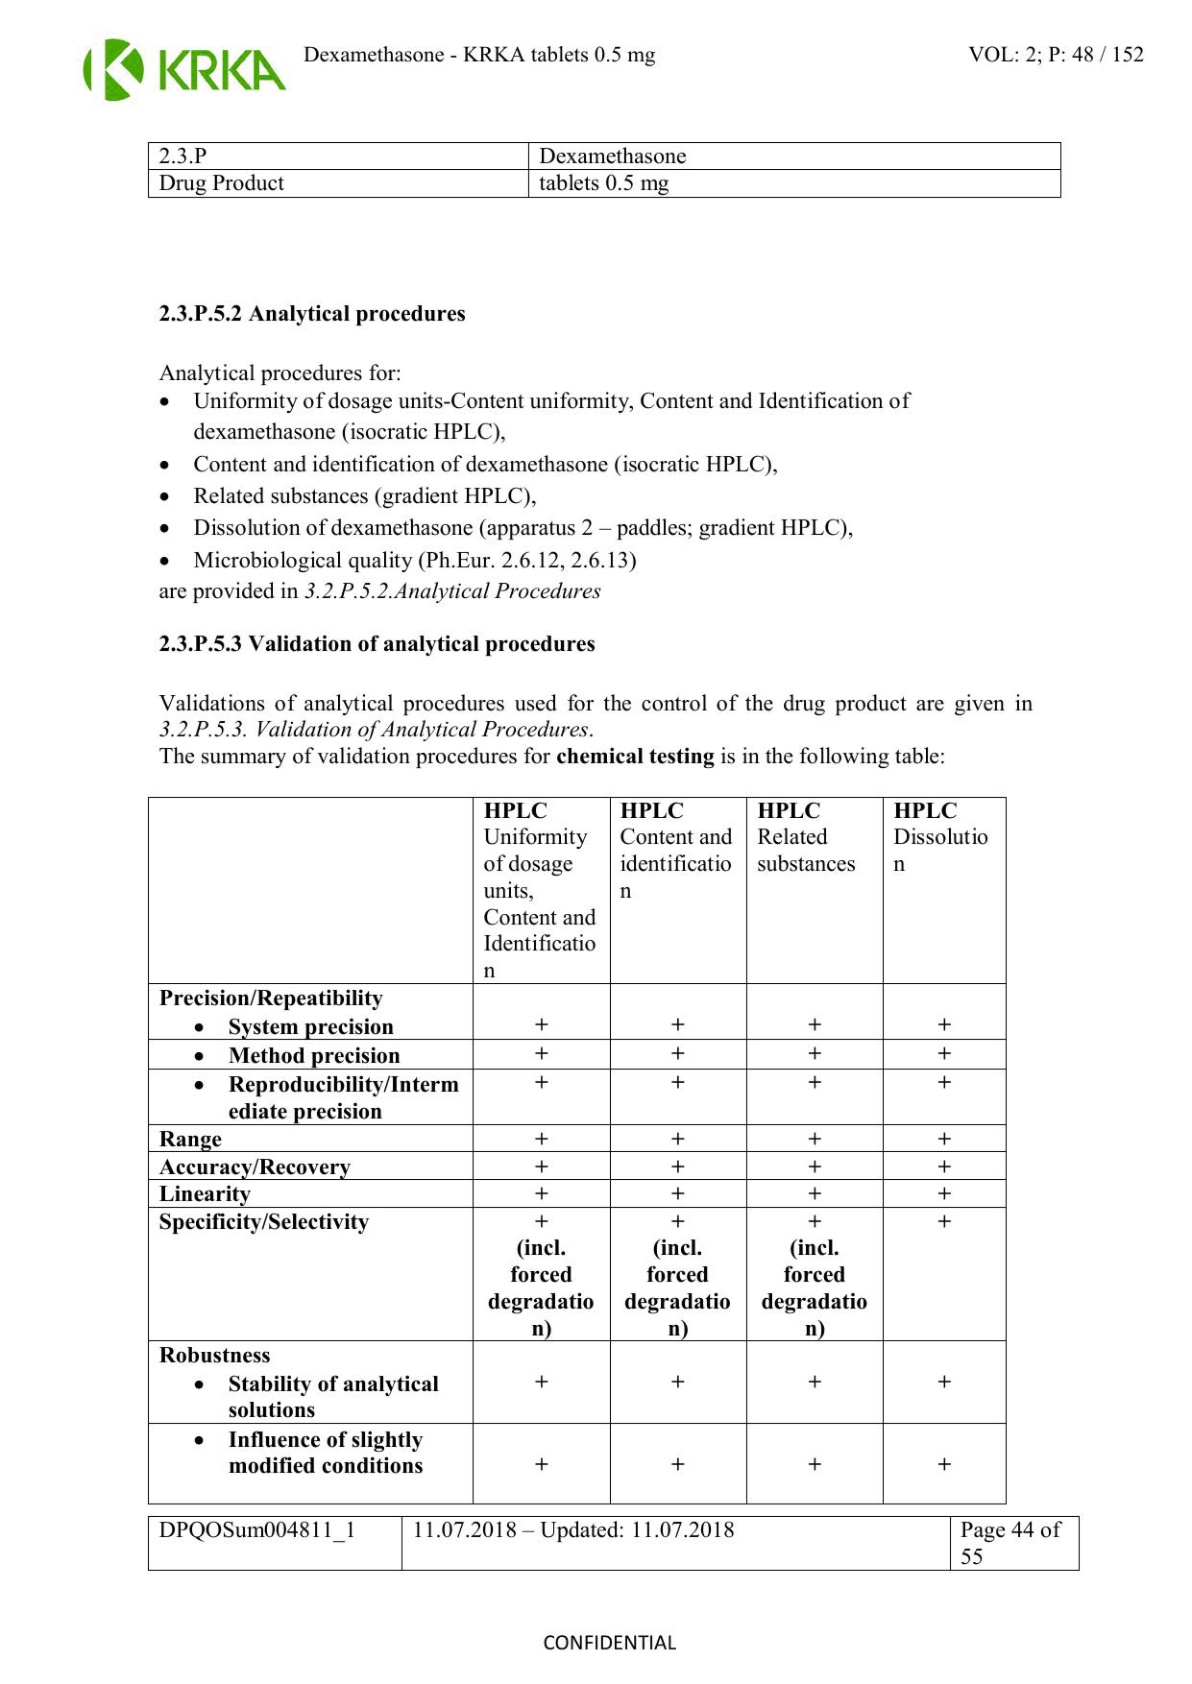 KRKA
Dexamethasone - KRKA tablets 0.5 mg
VOL: 2; P: 48 / 152
2.3.P Dexamethasone
Drug Product tablets 0.5 mg
2.3.P.5.2 Analytical procedures
Analytical procedures for:
• Uniformity of dosage units-Content uniformity, Content and Identification of
dexamethasone (isocratic HPLC),
• Content and identification of dexamethasone (isocratic HPLC),
• Related substances (gradient HPLC),
• Dissolution of dexamethasone (apparatus 2 – paddles; gradient HPLC),
• Microbiological quality (Ph.Eur. 2.6.12, 2.6.13)
are provided in 3.2.P.5.2.Analytical Procedures
2.3.P.5.3 Validation of analytical procedures
Validations of analytical procedures used for the control of the drug product are given in
3.2.P.5.3. Validation of Analytical Procedures.
The summary of validation procedures for chemical testing is in the following table:
HPLC HPLC HPLC HPLC
Uniformity Content and Related Dissolutio
of dosage identificatio substances n
units, n
Content and
Identificatio
n
Precision/Repeatibility
• System precision + + + +
• Method precision + + + +
• Reproducibility/Interm + + + +
ediate precision
Range + + + +
Accuracy/Recovery + + + +
Linearity + + + +
Specificity/Selectivity + + + +
(incl. (incl. (incl.
forced forced forced
degradatio degradatio degradatio
n) n) n)
Robustness
• Stability of analytical + + + +
solutions
• Influence of slightly
modified conditions + + + +
DPQOSum004811_1 11.07.2018 – Updated: 11.07.2018 Page 44 of
55
CONFIDENTIAL